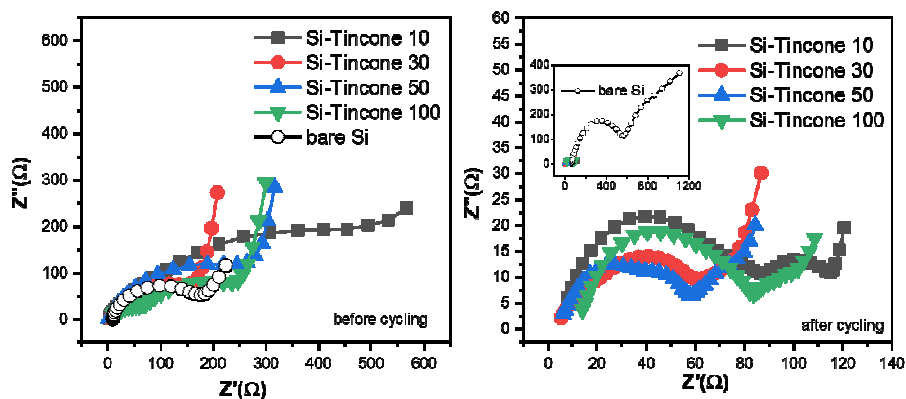 600
500
400
300
200
100
0
Z''(Ω)
Si-Tincone 10
Si-Tincone 30
Si-Tincone 50
Si-Tincone 100
bare Si
before cycling
0 100 200 300 400 500 600
Z'(Ω)
60
55
50
45
40
35
30
25
20
15
10
5
0
Z''(Ω)
Si-Tincone 10
Si-Tincone 30
Si-Tincone 50
Si-Tincone 100
400
300
200
100
0
bare Si
0 400 800 1100
after cycling
0 20 40 60 80 100 120 140
Z'(Ω)